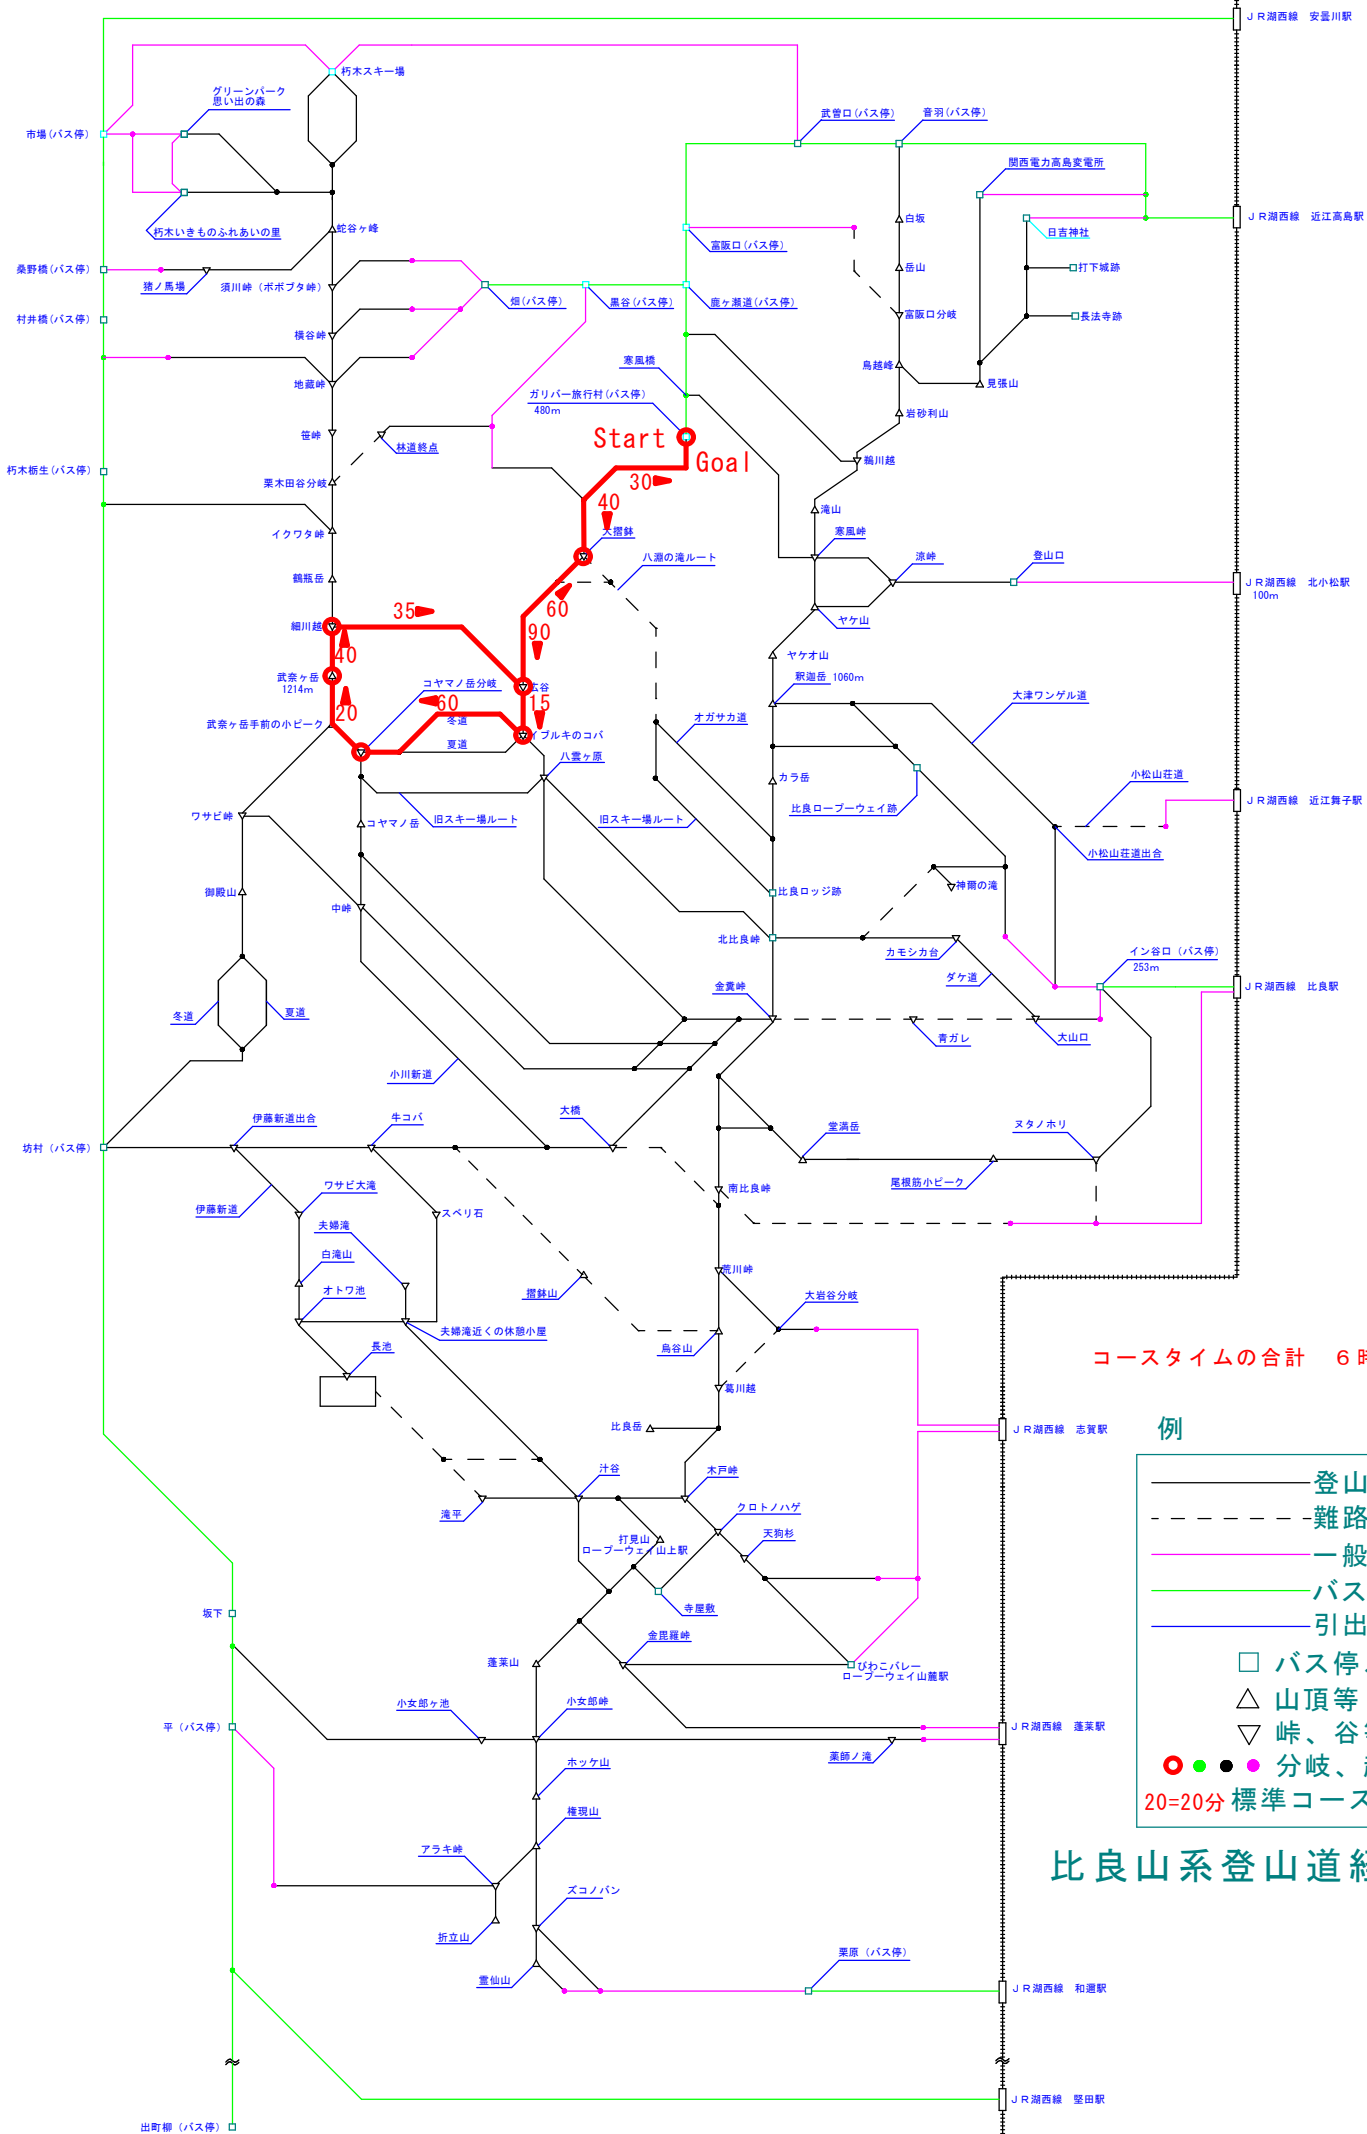 ＪＲ湖西線　安曇川駅
朽木スキー場
グリーンパーク
思い出の森
市場(バス停)
武曽口(バス停)
音羽(バス停)
関西電力高島変電所
白坂
ＪＲ湖西線　近江高島駅
朽木いきものふれあいの里
蛇谷ヶ峰
富阪口(バス停)
日吉神社
桑野橋(バス停)
猪ノ馬場
須川峠（ボボフダ峠)
岳山
打下城跡
畑(バス停)
黒谷(バス停)
鹿ヶ瀬道(バス停)
村井橋(バス停)
富阪口分岐
長法寺跡
横谷峠
寒風橋
鳥越峰
地蔵峠
見張山
ガリバー旅行村(バス停)
480m
岩砂利山
笹峠
林道終点
Start
Goal
鵜川越
朽木栃生(バス停)
栗木田谷分岐
30
40
滝山
イクワタ峠
大摺鉢
寒風峠
八淵の滝ルート
涼峠
登山口
鶴瓶岳
ＪＲ湖西線　北小松駅
100m
35
60
細川越
90
ヤケ山
40
ヤケオ山
武奈ヶ岳
1214m
コヤマノ岳分岐
広谷
釈迦岳 1060m
大津ワンゲル道
20
60
15
武奈ヶ岳手前の小ピーク
冬道
オガサカ道
イブルキのコバ
夏道
八雲ヶ原
カラ岳
小松山荘道
ＪＲ湖西線　近江舞子駅
ワサビ峠
コヤマノ岳
旧スキー場ルート
旧スキー場ルート
比良ロープーウェイ跡
小松山荘道出合
御殿山
比良ロッジ跡
神爾の滝
中峠
北比良峠
カモシカ台
イン谷口（バス停）
253m
ダケ道
金糞峠
ＪＲ湖西線　比良駅
冬道
夏道
青ガレ
大山口
小川新道
伊藤新道出合
牛コバ
大橋
坊村（バス停）
堂満岳
ヌタノホリ
尾根筋小ピーク
南比良峠
伊藤新道
ワサビ大滝
スベリ石
夫婦滝
白滝山
荒川峠
オトワ池
摺鉢山
大岩谷分岐
夫婦滝近くの休憩小屋
長池
烏谷山
コースタイムの合計　６時
葛川越
比良岳
ＪＲ湖西線　志賀駅
例
汁谷
木戸峠
登山
滝平
クロトノハゲ
難路
打見山
ローブーウェイ山上駅
天狗杉
一般
バス
寺屋敷
坂下
引出
金毘羅峠
蓬莱山
びわこバレー
ローブーウェイ山麓駅
バス停
山頂等
小女郎ヶ池
小女郎峠
平（バス停）
ＪＲ湖西線　蓬莱駅
峠、谷
薬師ノ滝
ホッケ山
分岐、
20=20分 標準コース
権現山
アラキ峠
比良山系登山道
ズコノバン
折立山
栗原（バス停）
霊仙山
ＪＲ湖西線　和邇駅
ＪＲ湖西線　堅田駅
出町柳（バス停）